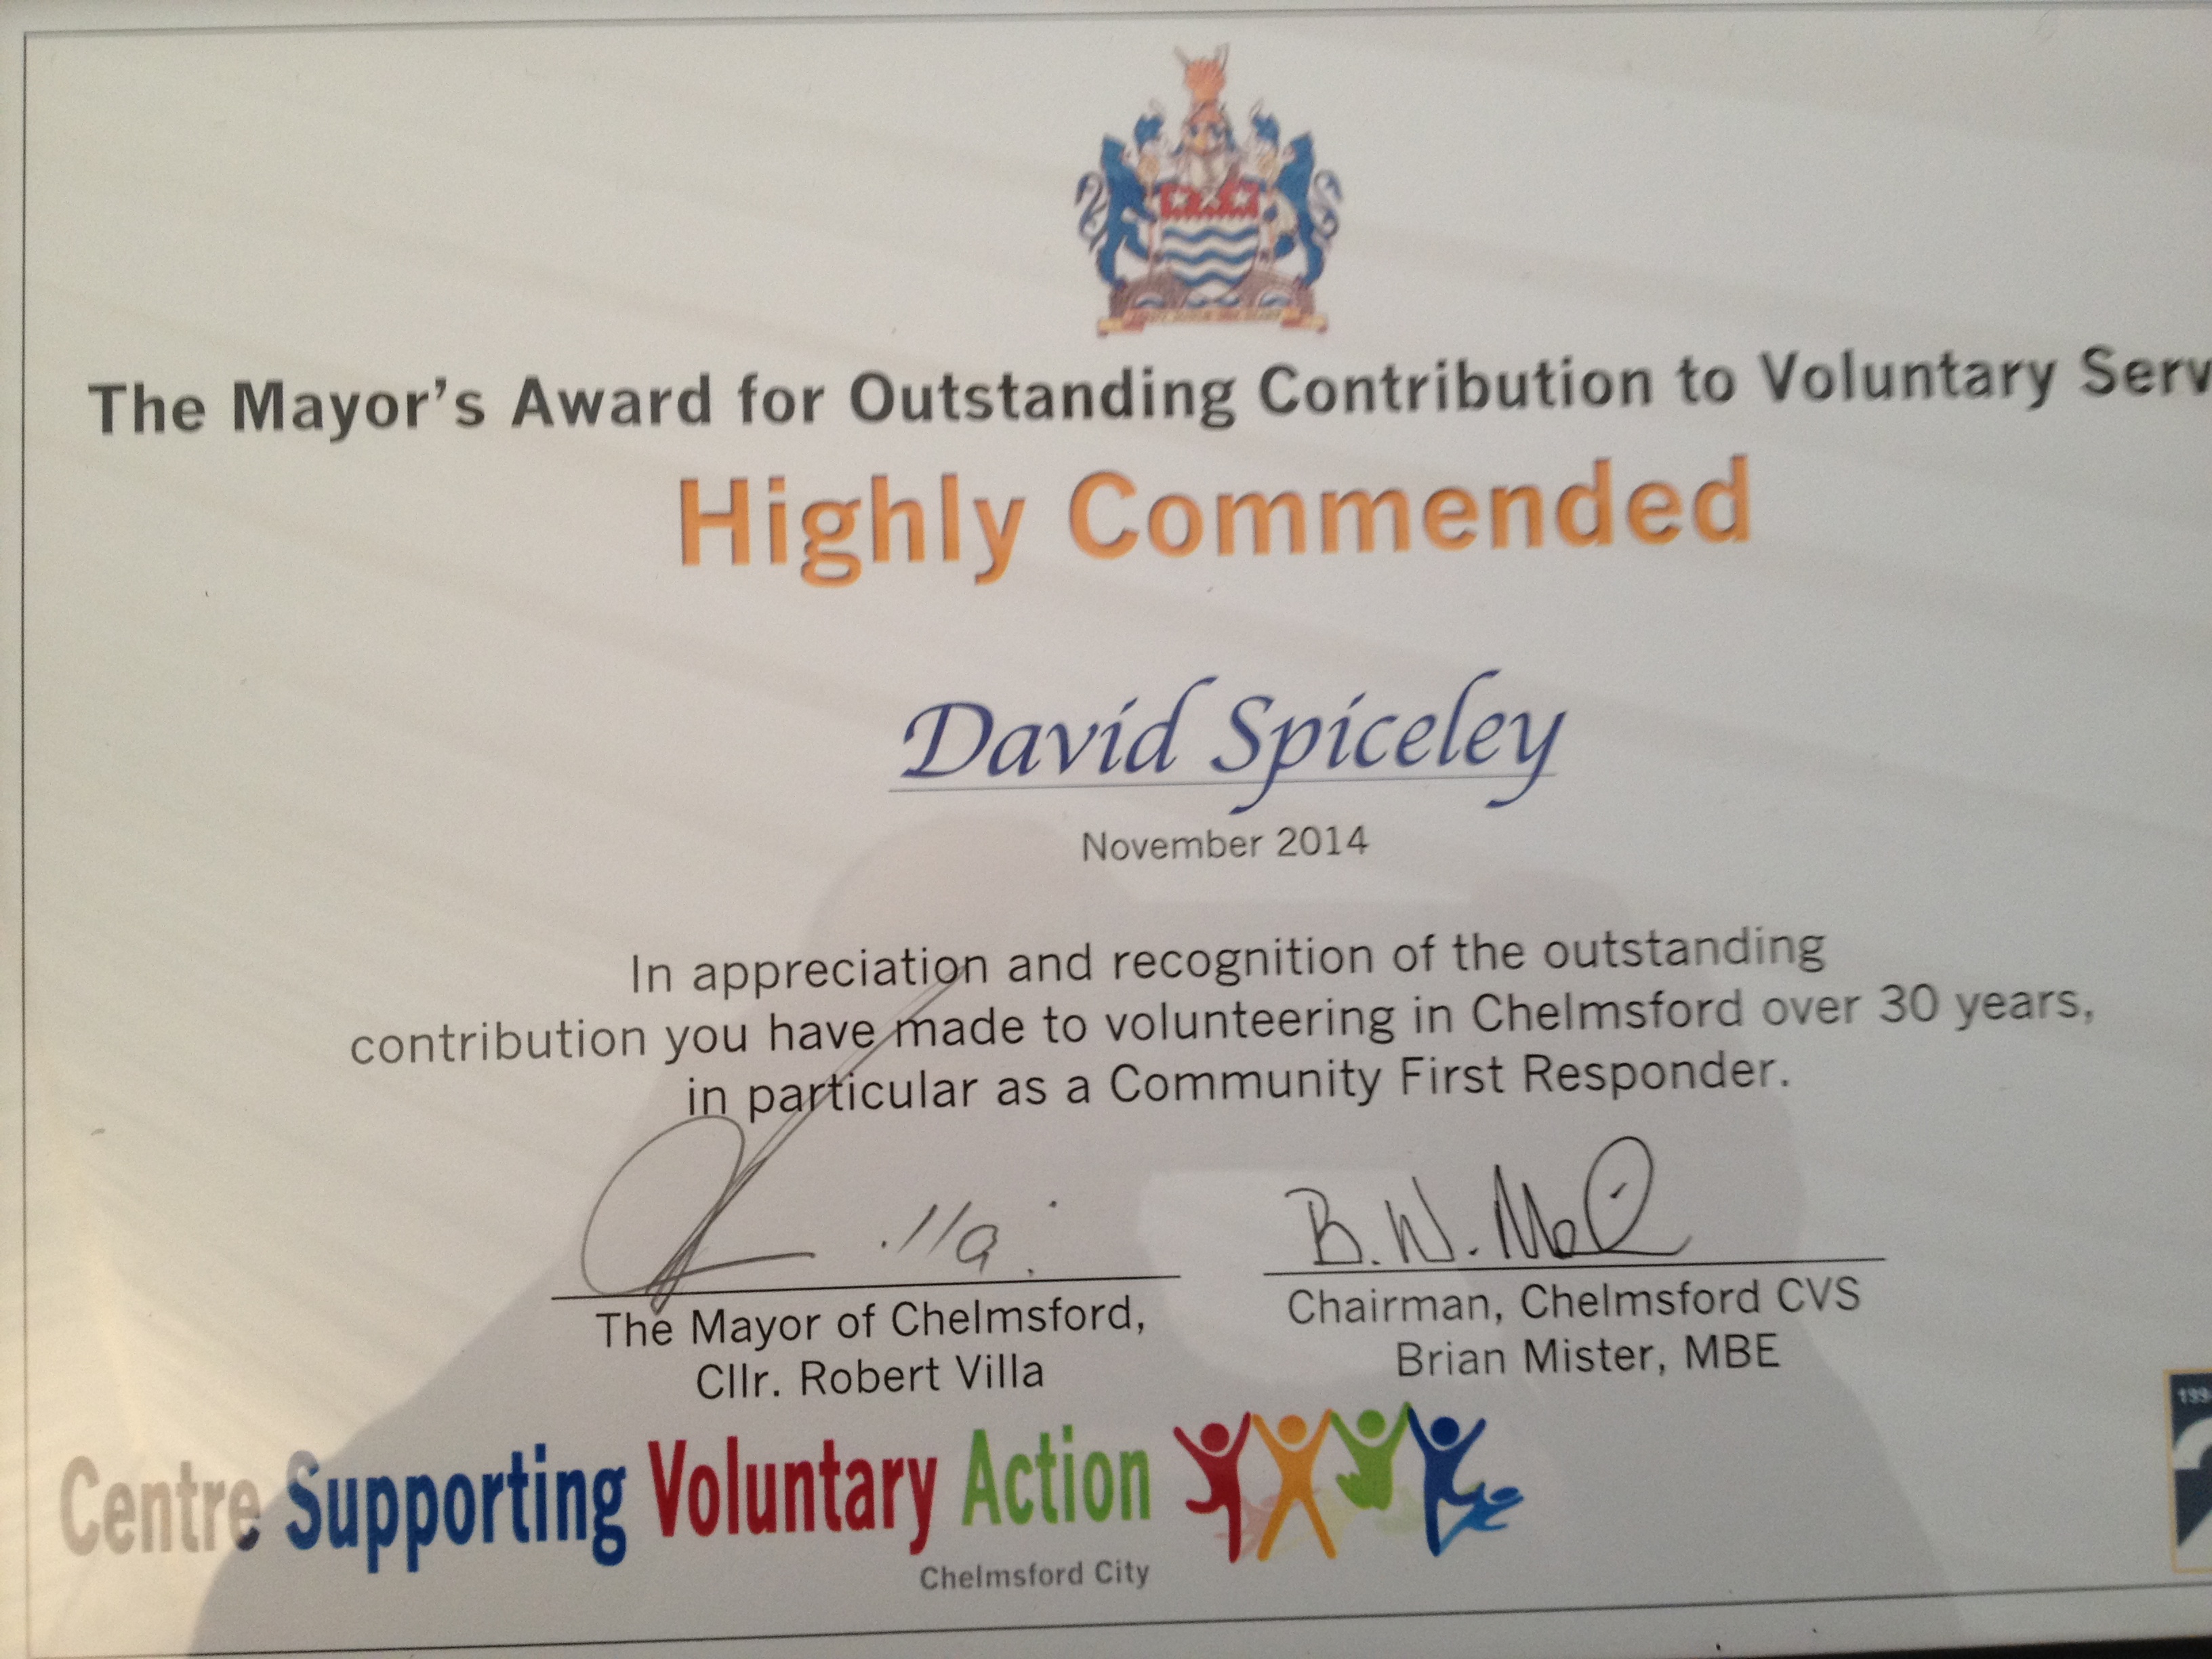 The Mayor's Award for Outstanding Contribution to Voluntary Serv
Highly Commended
David Spiceley
November 2014
In appreciation and recognition of the outstanding
contribution you have made to volunteering in Chelmsford over 30 years,
in particular as a Community First Responder.
B. W.
The Mayor of Chelmsford,
Cllr. Robert Villa
Chairman, Chelmsford CVS
Brian Mister, MBE
Centre Supporting Voluntary Action
Chelmsford City
199